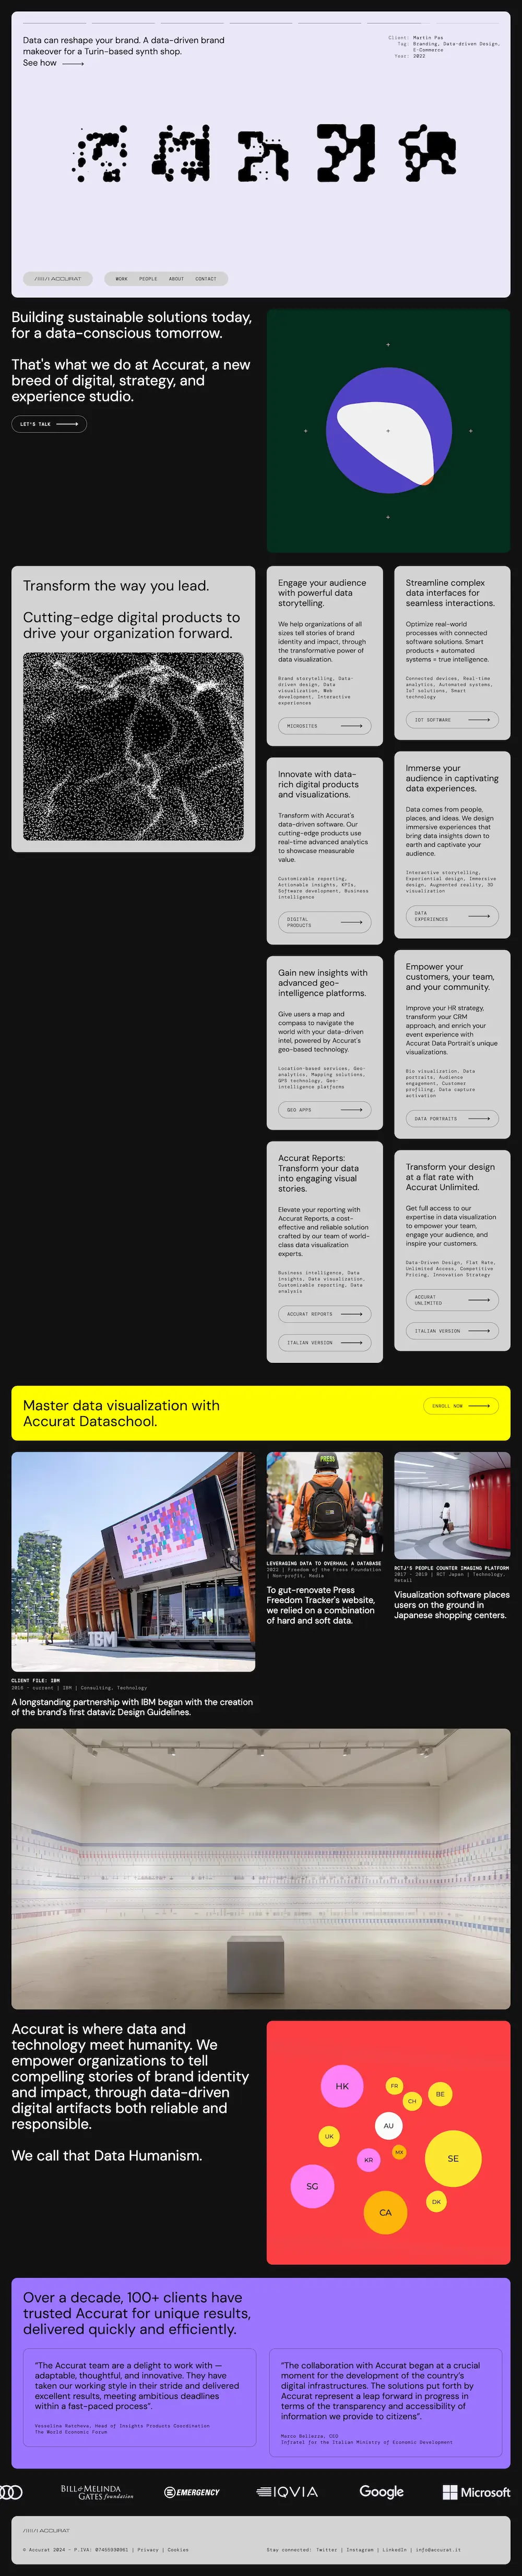 Data can reshape your brand. A data-driven brand
makeover for a Turin-based synth shop.
See how
Client: Martin Pas
Tag: Branding, Data-driven Design,
E-Commerce
Year: 2022
ACCURAT
WORK PEOPLE ABOUT CONTACT
Building sustainable solutions today,
for a data-conscious tomorrow.
That's what we do at Accurat, a new
breed of digital, strategy, and
experience studio.
LET'S TALK
Transform the way you lead.
Cutting-edge digital products to
drive your organization forward.
Engage your audience
with powerful data
storytelling.
We help organizations of all
sizes tell stories of brand
identity and impact, through
the transformative power of
data visualization.
Brand storytelling, Data-
driven design, Data
visualization, Web
development, Interactive
experiences
MICROSITES
Innovate with data-
rich digital products
and visualizations.
Transform with Accurat's
data-driven software. Our
cutting-edge products use
real-time advanced analytics
to showcase measurable
value.
Customizable reporting,
Actionable insights, KPIs,
Software development, Business
intelligence
DIGITAL
PRODUCTS
Gain new insights with
advanced geo-
intelligence platforms.
Give users a map and
compass to navigate the
world with your data-driven
intel, powered by Accurat's
geo-based technology.
Location-based services, Geo-
analytics, Mapping solutions,
GPS technology, Geo-
intelligence platforms
GEO APPS
Accurat Reports:
Transform your data
into engaging visual
stories.
Elevate your reporting with
Accurat Reports, a cost-
effective and reliable solution
crafted by our team of world-
class data visualization
experts.
Business intelligence, Data
insights, Data visualization,
Customizable reporting, Data
analysis
ACCURAT REPORTS
ITALIAN VERSION
Streamline complex
data interfaces for
seamless interactions.
Optimize real-world
processes with connected
software solutions. Smart
products + automated
systems = true intelligence.
Connected devices, Real-time
analytics, Automated systems,
IoT solutions, Smart
technology
IOT SOFTWARE
Immerse your
audience in captivating
data experiences.
Data comes from people,
places, and ideas. We design
immersive experiences that
bring data insights down to
earth and captivate your
audience.
Interactive storytelling,
Experiential design, Immersive
design, Augmented reality, 3D
visualization
DATA
EXPERIENCES
Empower your
customers, your team,
and your community.
Improve your HR strategy,
transform your CRM
approach, and enrich your
event experience with
Accurat Data Portrait's unique
visualizations.
Bio visualization, Data
portraits, Audience
engagement, Customer
profiling, Data capture
activation
DATA PORTRAITS
Transform your design
at a flat rate with
Accurat Unlimited.
Get full access to our
expertise in data visualization
to empower your team,
engage your audience, and
inspire your customers.
Data-Driven Design, Flat Rate,
Unlimited Access, Competitive
Pricing, Innovation Strategy
ACCURAT
UNLIMITED
ITALIAN VERSION
Master data visualization with
Accurat Dataschool.
ENROLL NOW
IBM
CLIENT FILE: IBM
2016 - current | IBM | Consulting, Technology
A longstanding partnership with IBM began with the creation
of the brand's first dataviz Design Guidelines.
PRESS
LEVERAGING DATA TO OVERHAUL A DATABASE
2022 | Freedom of the Press Foundation
| Non-profit, Media
To gut-renovate Press
Freedom Tracker's website,
we relied on a combination
of hard and soft data.
RCTJ'S PEOPLE COUNTER IMAGING PLATFORM
2017 - 2019 | RCT Japan | Technology,
Retail
Visualization software places
users on the ground in
Japanese shopping centers.
Accurat is where data and
technology meet humanity. We
empower organizations to tell
compelling stories of brand identity
and impact, through data-driven
digital artifacts both reliable and
responsible.
We call that Data Humanism.
HK
FR
CH
BE
AU
UK
KR
MX
SE
SG
CA
DK
Over a decade, 100+ clients have
trusted Accurat for unique results,
delivered quickly and efficiently.
“The Accurat team are a delight to work with —
adaptable, thoughtful, and innovative. They have
taken our working style in their stride and delivered
excellent results, meeting ambitious deadlines
within a fast-paced process”.
Vesselina Ratcheva, Head of Insights Products Coordination
The World Economic Forum
“The collaboration with Accurat began at a crucial
moment for the development of the country's
digital infrastructures. The solutions put forth by
Accurat represent a leap forward in progress in
terms of the transparency and accessibility of
information we provide to citizens”.
Marco Bellezza, CEO
Infratel for the Italian Ministry of Economic Development
BILL & MELINDA
GATES foundation
EMERGENCY
IQVIA
Google
Microsoft
ACCURAT
© Accurat 2024 - P.IVA: 07466930961 | Privacy | Cookies
Stay connected: Twitter | Instagram | LinkedIn | info@accurat.it